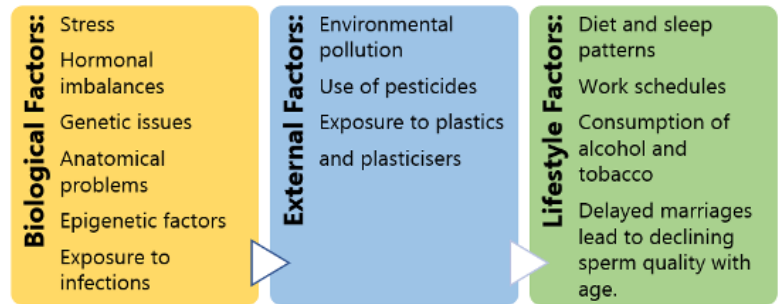 Biological Factors:
Stress
Hormonal
imbalances
Genetic issues
Anatomical
problems
Epigenetic factors
Exposure to
infections
External Factors:
Environmental
pollution
Use of pesticides
Exposure to plastics
and plasticisers
Lifestyle Factors:
Diet and sleep
patterns
Work schedules
Consumption of
alcohol and
tobacco
Delayed marriages
lead to declining
sperm quality with
age.